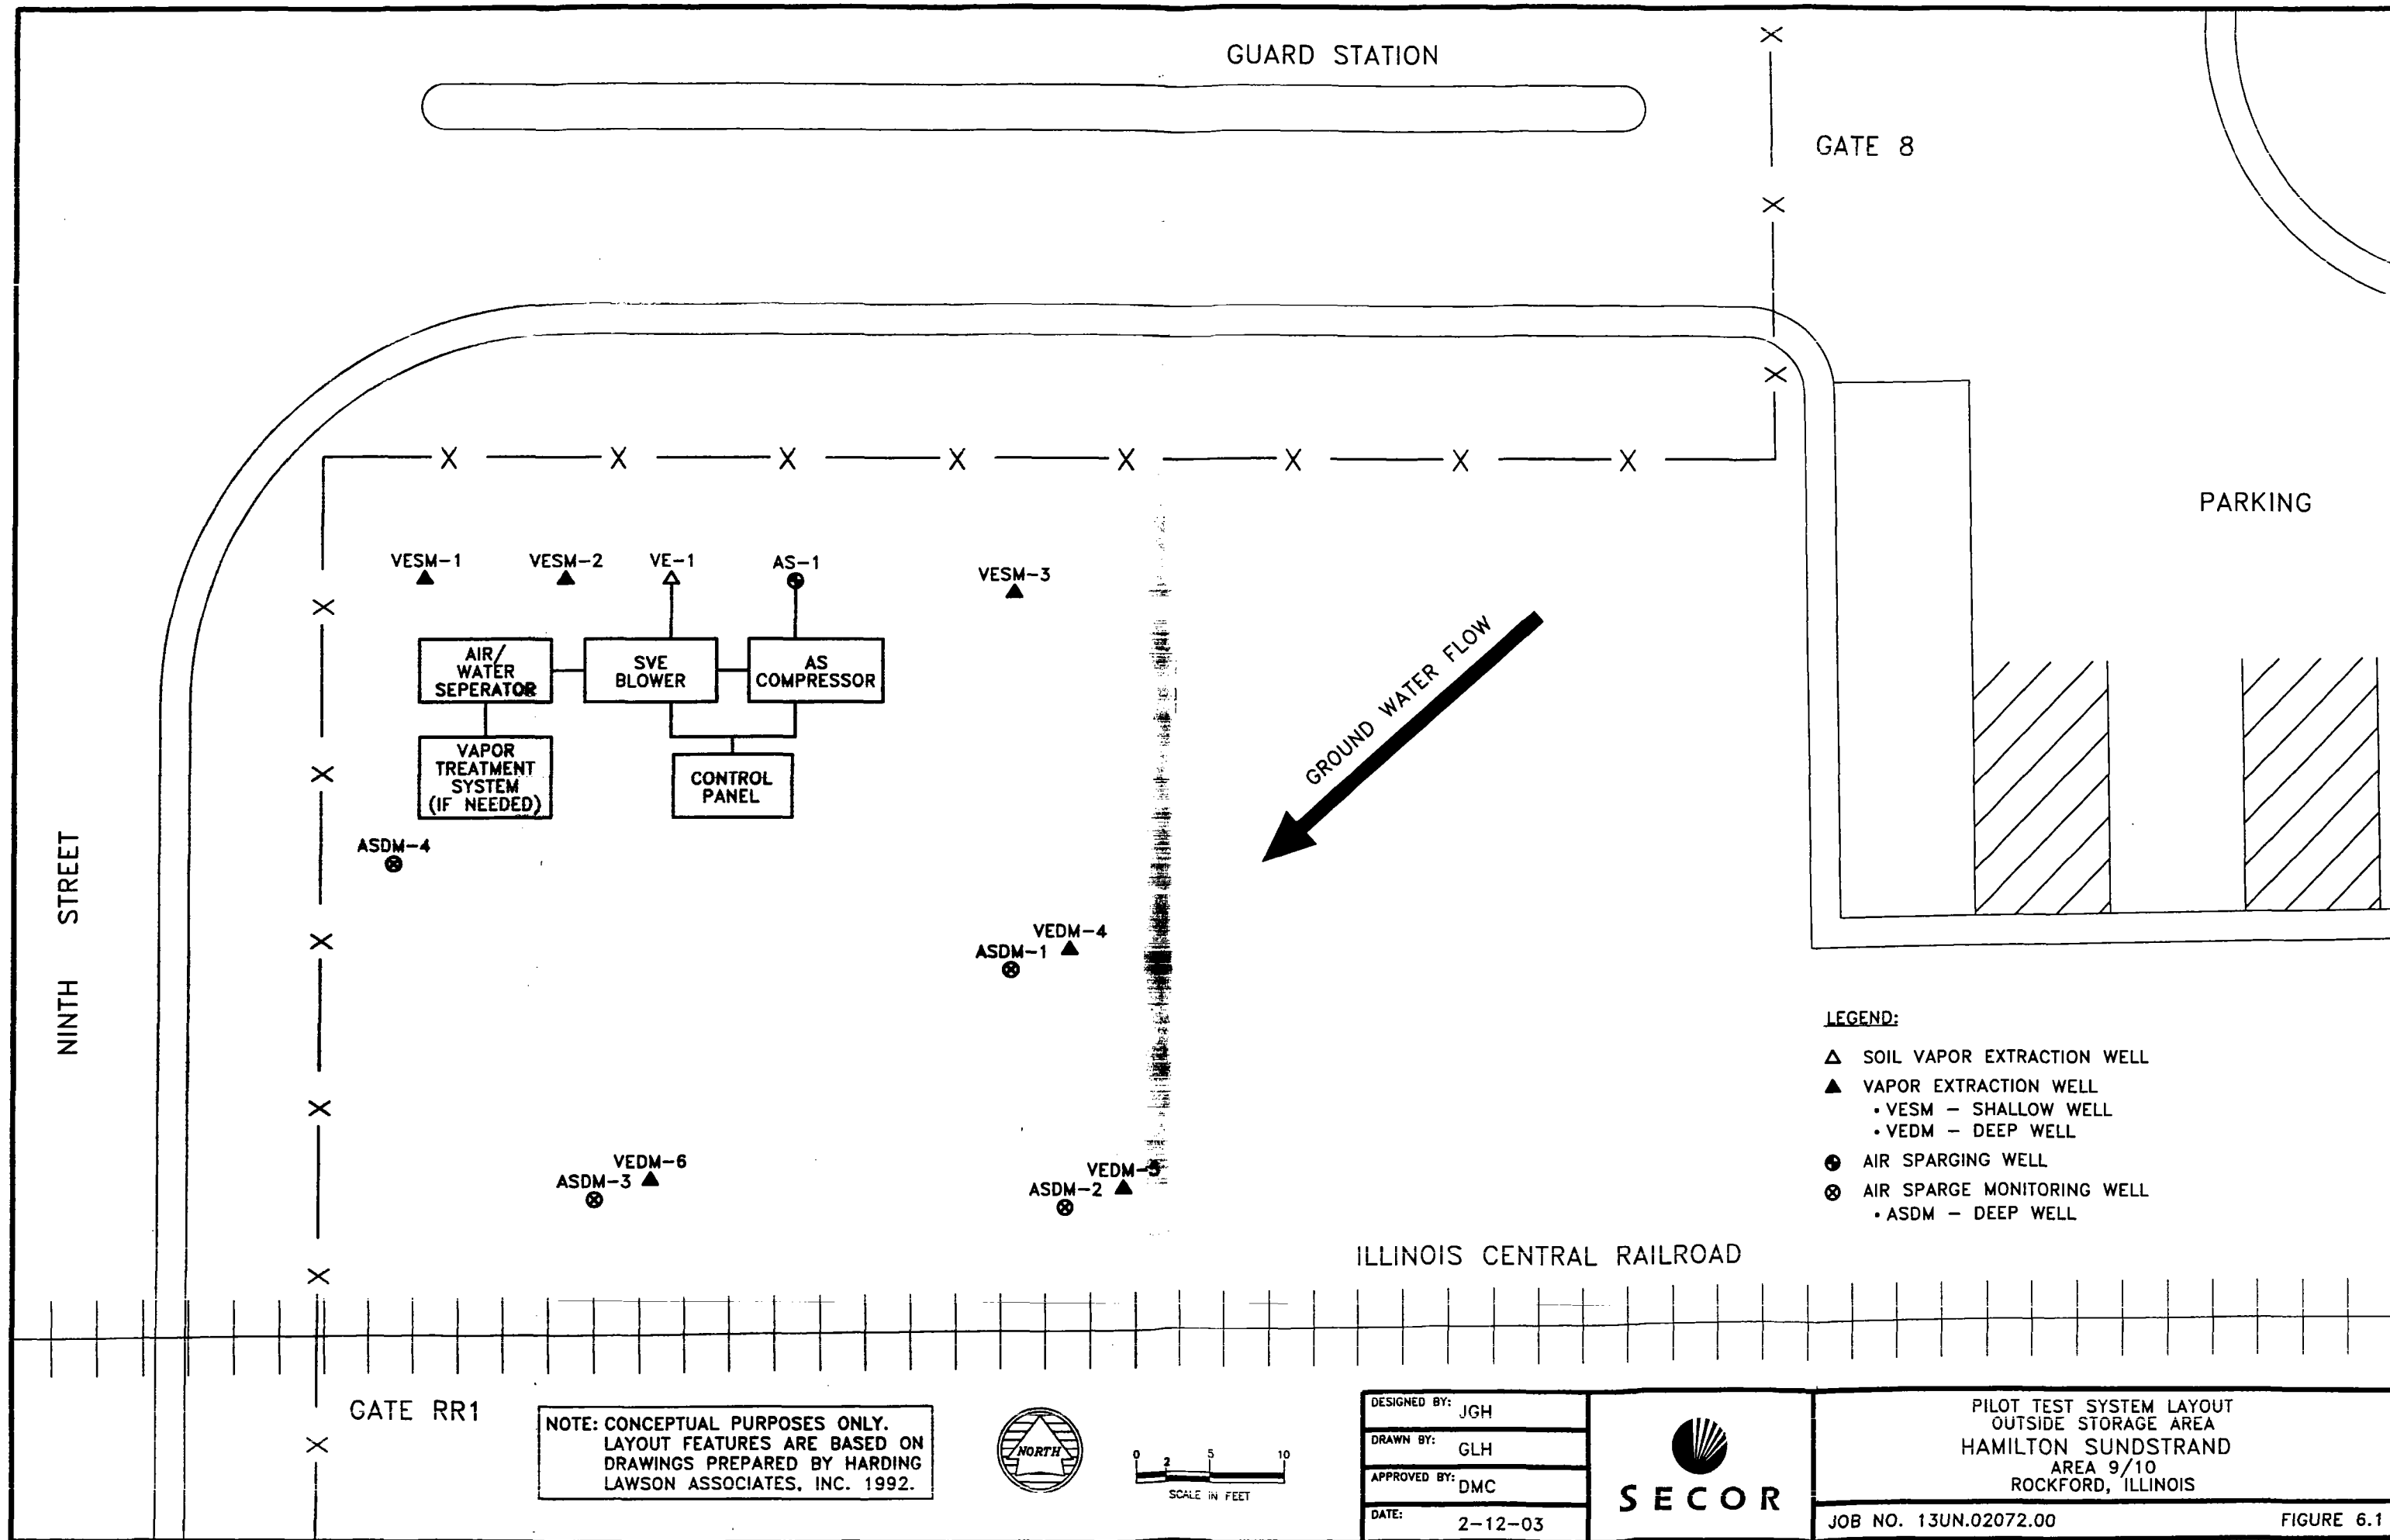 GUARD STATION
GATE 8
PARKING
VESM-1
VESM-2
VE-1
AS-1
VESM-3
AIR/
WATER
SEPERATOR
SVE
BLOWER
AS
COMPRESSOR
VAPOR
TREATMENT
SYSTEM
(IF NEEDED)
CONTROL
PANEL
GROUND WATER FLOW
NINTH STREET
ASDM-4
VEDM-4
ASDM-1
VEDM-6
ASDM-3
VEDM-5
ASDM-2
LEGEND:
SOIL VAPOR EXTRACTION WELL
VAPOR EXTRACTION WELL
• VESM – SHALLOW WELL
• VEDM – DEEP WELL
AIR SPARGING WELL
AIR SPARGE MONITORING WELL
• ASDM – DEEP WELL
ILLINOIS CENTRAL RAILROAD
GATE RR1
NOTE: CONCEPTUAL PURPOSES ONLY.
LAYOUT FEATURES ARE BASED ON
DRAWINGS PREPARED BY HARDING
LAWSON ASSOCIATES, INC. 1992.
NORTH
0 2 5 10
SCALE IN FEET
DESIGNED BY: JGH
DRAWN BY: GLH
APPROVED BY: DMC
DATE: 2-12-03
SECOR
PILOT TEST SYSTEM LAYOUT
OUTSIDE STORAGE AREA
HAMILTON SUNDSTRAND
AREA 9/10
ROCKFORD, ILLINOIS
JOB NO. 13UN.02072.00
FIGURE 6.1